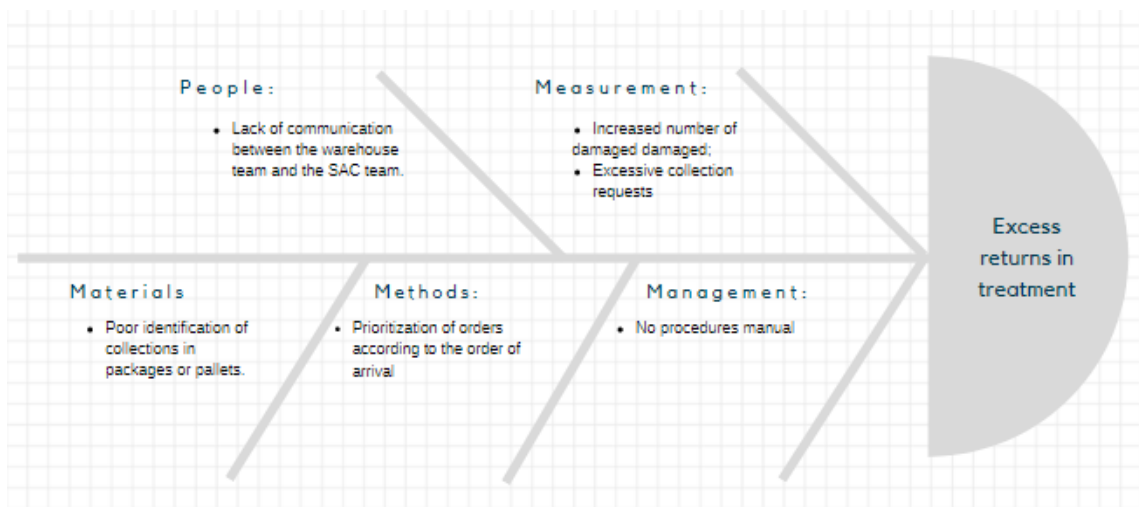 People:
• Lack of communication
between the warehouse
team and the SAC team.
Measurement:
• Increased number of
damaged damaged;
• Excessive collection
requests
Excess
returns in
treatment
Materials
• Poor identification of
collections in
packages or pallets.
Methods:
• Prioritization of orders
according to the order of
arrival
Management:
• No procedures manual